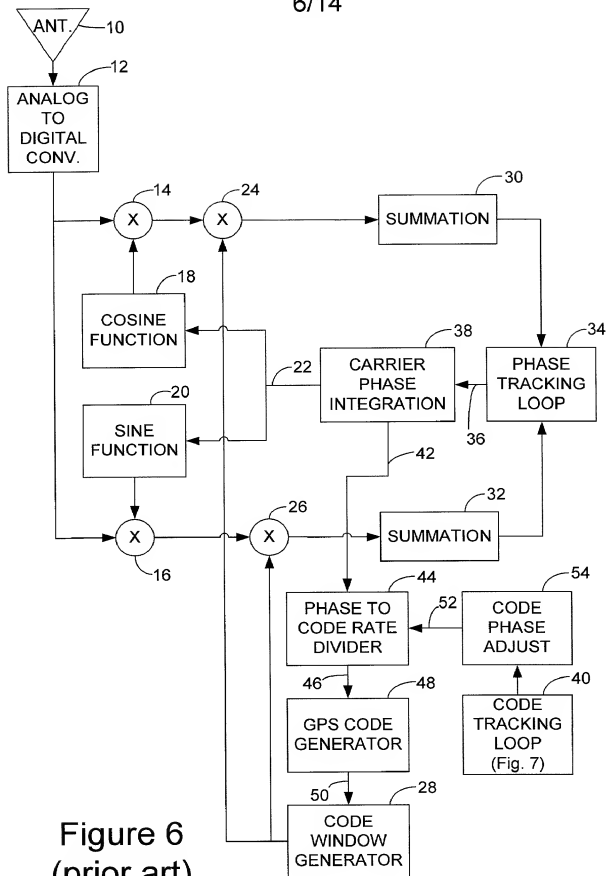 6/14
ANT.
10
12
ANALOG
TO
DIGITAL
CONV.
14
24
30
X
X
SUMMATION
18
COSINE
FUNCTION
22
38
CARRIER
PHASE
INTEGRATION
34
PHASE
TRACKING
LOOP
36
20
SINE
FUNCTION
42
26
32
X
X
SUMMATION
16
44
PHASE TO
CODE RATE
DIVIDER
52
54
CODE
PHASE
ADJUST
46
48
GPS CODE
GENERATOR
40
CODE
TRACKING
LOOP
(Fig. 7)
50
28
CODE
WINDOW
GENERATOR
Figure 6
(prior art)